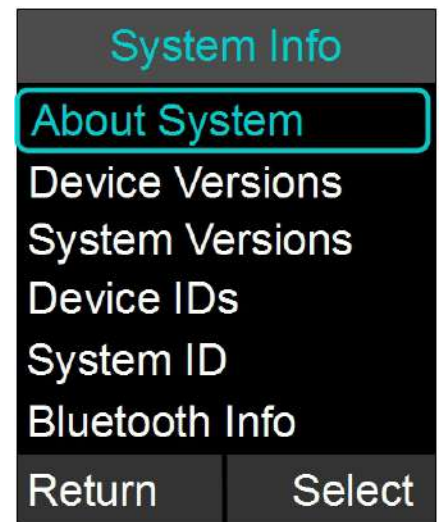 System Info
About System
Device Versions
System Versions
Device IDs
System ID
Bluetooth Info
Return Select